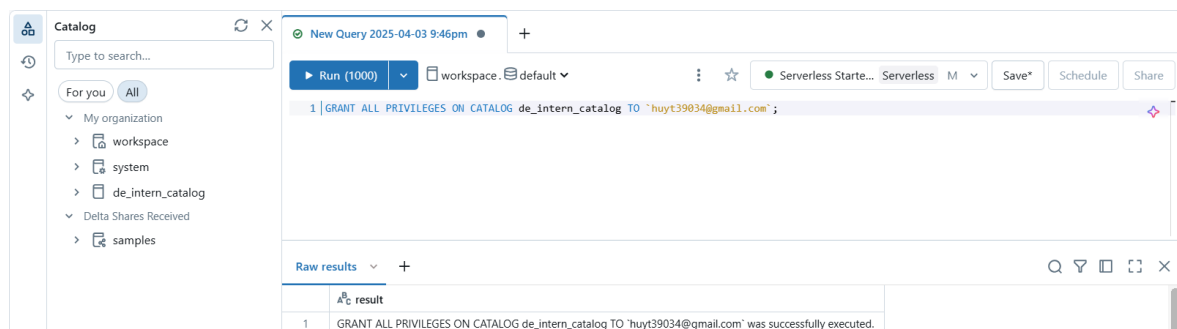 Catalog
Type to search...
For you
All
My organization
workspace
system
de_intern_catalog
Delta Shares Received
samples
New Query 2025-04-03 9:46pm
+
Run (1000)
workspace. default
Serverless Starte... Serverless M
Save*
Schedule
Share
1 GRANT ALL PRIVILEGES ON CATALOG de_intern_catalog TO `huyt39034@gmail.com`;
Raw results
+
ABC result
1 GRANT ALL PRIVILEGES ON CATALOG de_intern_catalog TO `huyt39034@gmail.com` was successfully executed.